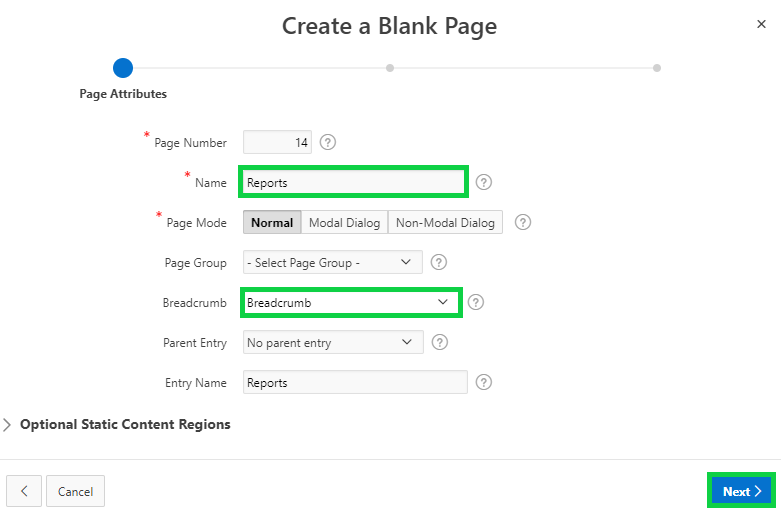 Create a Blank Page
×
Page Attributes
* Page Number 14 ?
* Name Reports ?
* Page Mode Normal Modal Dialog Non-Modal Dialog ?
Page Group - Select Page Group - ?
Breadcrumb Breadcrumb ?
Parent Entry No parent entry ?
Entry Name Reports ?
Optional Static Content Regions
Cancel Next